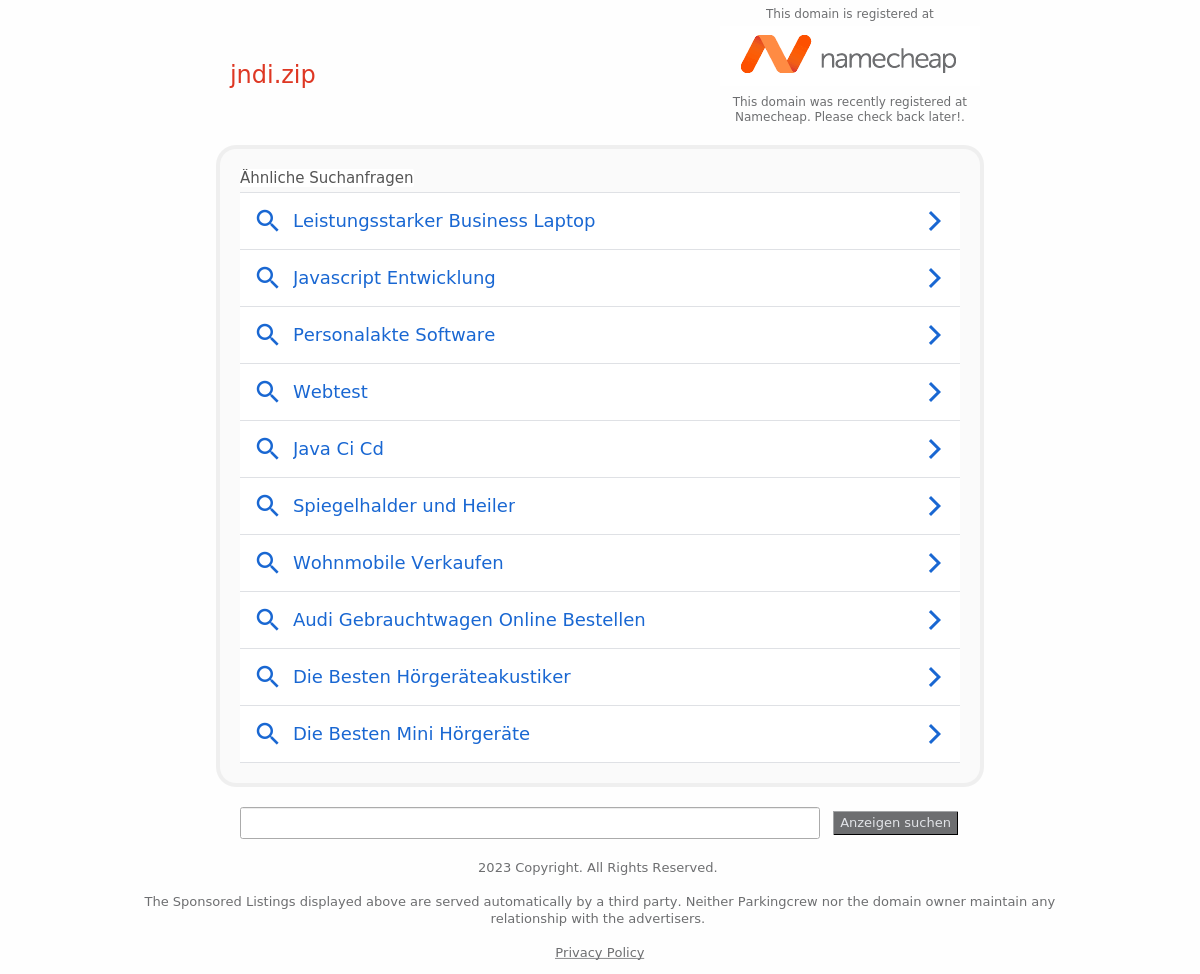 This domain is registered at
namecheap
jndi.zip
This domain was recently registered at
Namecheap. Please check back later!.
Ähnliche Suchanfragen
Leistungsstarker Business Laptop
Javascript Entwicklung
Personalakte Software
Webtest
Java Ci Cd
Spiegelhalder und Heiler
Wohnmobile Verkaufen
Audi Gebrauchtwagen Online Bestellen
Die Besten Hörgeräteakustiker
Die Besten Mini Hörgeräte
Anzeigen suchen
2023 Copyright. All Rights Reserved.
The Sponsored Listings displayed above are served automatically by a third party. Neither Parkingcrew nor the domain owner maintain any
relationship with the advertisers.
Privacy Policy